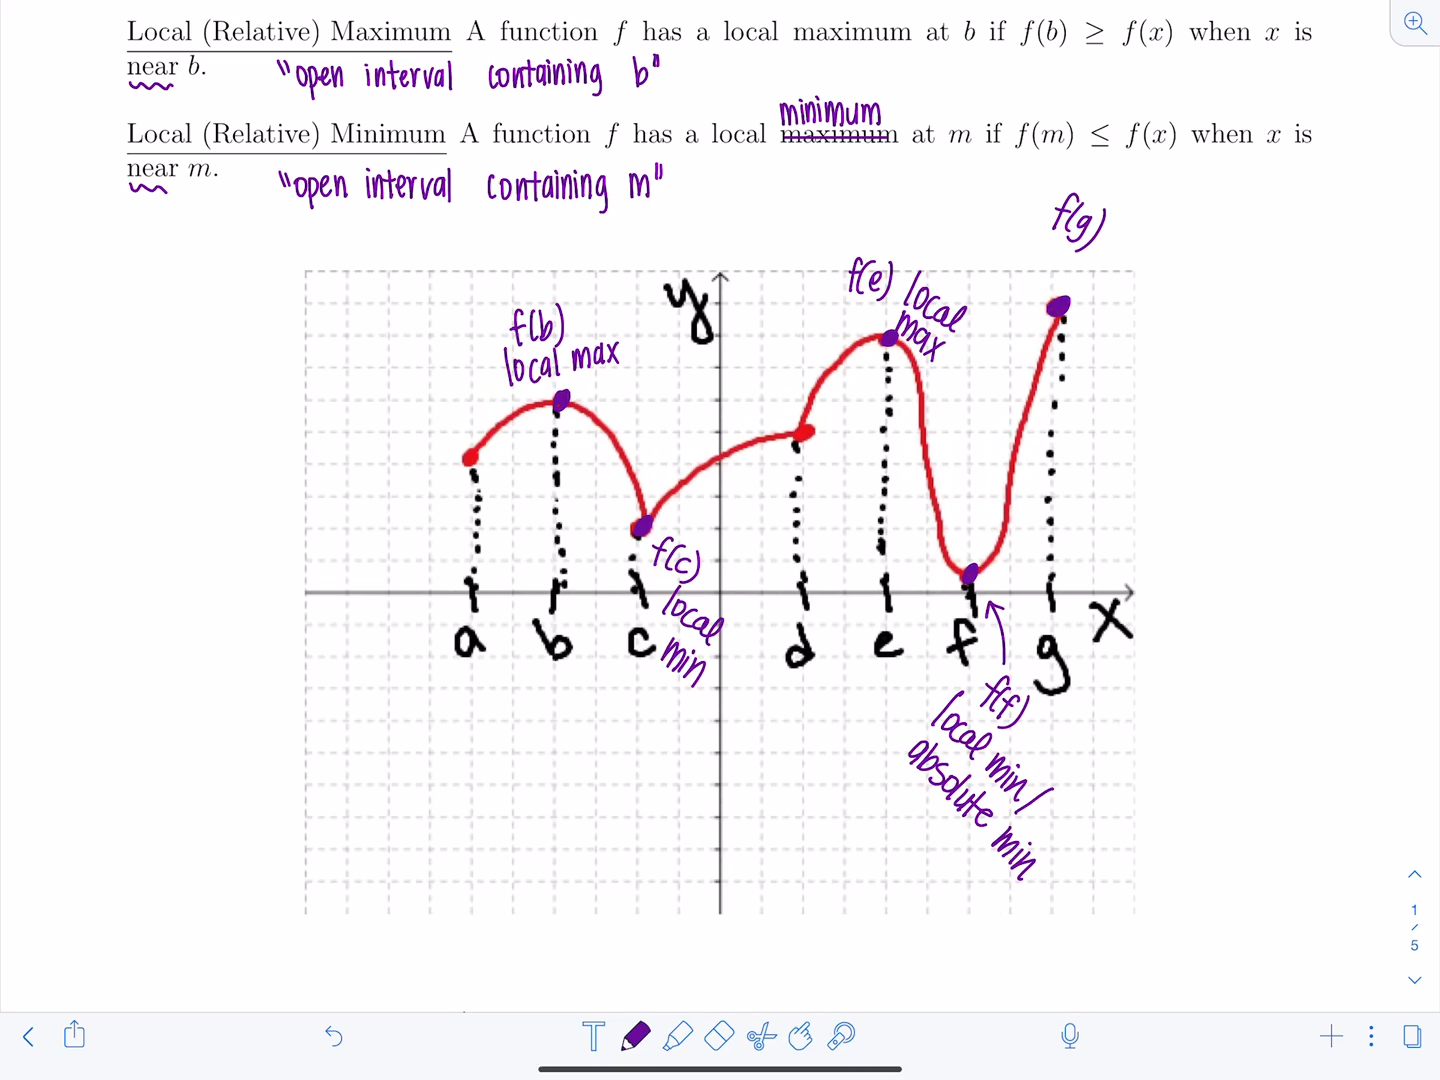 Local (Relative) Maximum A function f has a local maximum at b if f(b) ≥ f(x) when x is
near b. "open interval containing b"
minimum
Local (Relative) Minimum A function f has a local maximum at m if f(m) ≤ f(x) when x is
near m. "open interval containing m"
f(g)
y
f(e) local
max
f(b)
local max
f(c)
local
min
a b c d e f g x
f(f)
local min/
absolute min
1
/
5
T